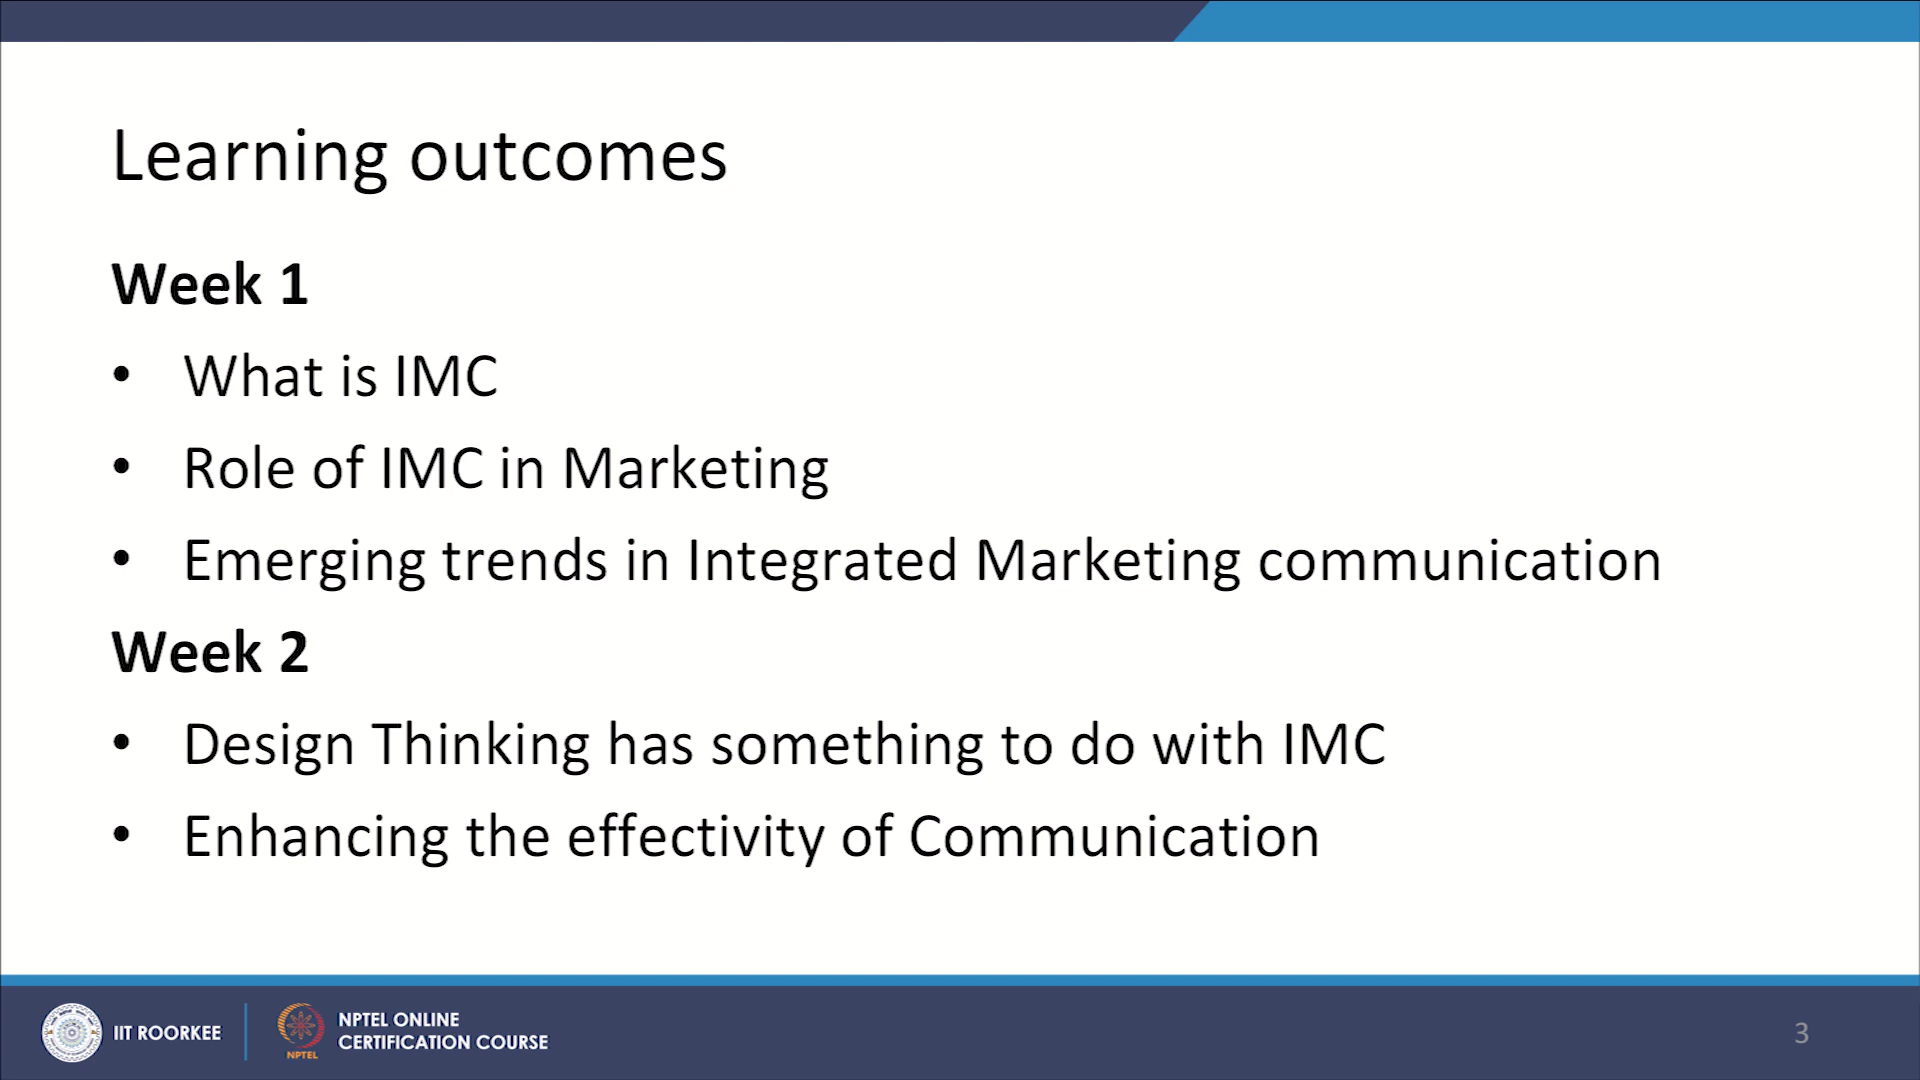 Learning outcomes
Week 1
• What is IMC
• Role of IMC in Marketing
• Emerging trends in Integrated Marketing communication
Week 2
• Design Thinking has something to do with IMC
• Enhancing the effectivity of Communication
IIT ROORKEE
NPTEL
NPTEL ONLINE
CERTIFICATION COURSE
3